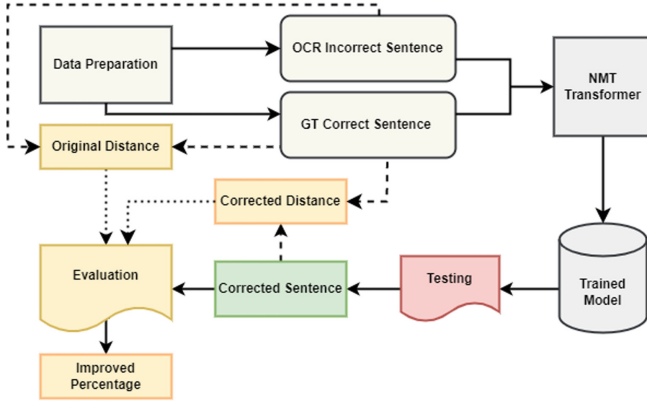 OCR Incorrect Sentence
Data Preparation
NMT
Transformer
GT Correct Sentence
Original Distance
Corrected Distance
Evaluation
Corrected Sentence
Testing
Trained
Model
Improved
Percentage